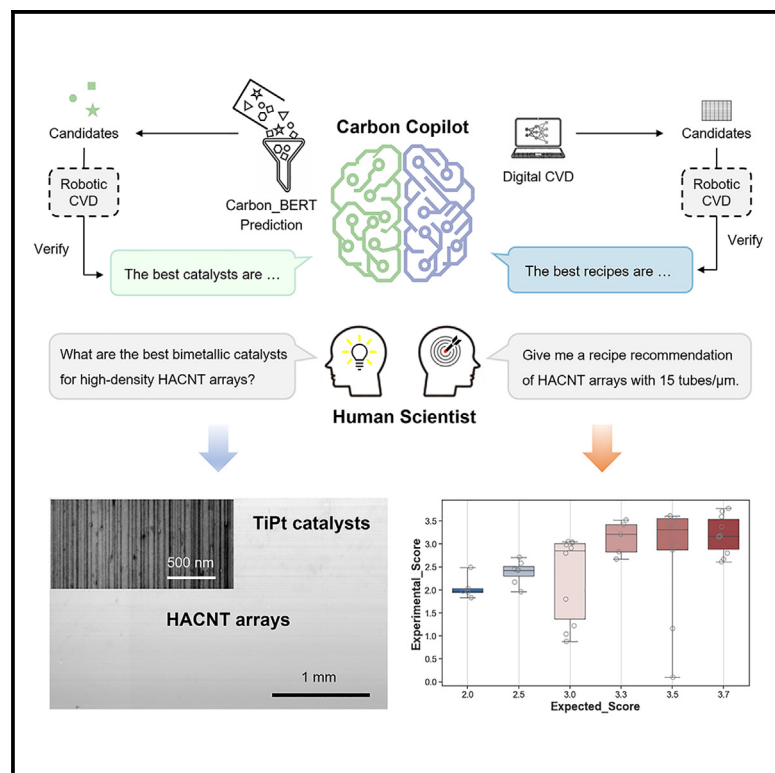 Carbon Copilot
Candidates
Candidates
Robotic
CVD
Carbon_BERT
Prediction
Digital CVD
Robotic
CVD
Verify
Verify
The best catalysts are …
The best recipes are …
What are the best bimetallic catalysts
for high-density HACNT arrays?
Give me a recipe recommendation
of HACNT arrays with 15 tubes/µm.
Human Scientist
TiPt catalysts
500 nm
HACNT arrays
1 mm
Experimental_Score
3.5
3.0
2.5
2.0
1.5
1.0
0.5
0.0
2.0 2.5 3.0 3.3 3.5 3.7
Expected_Score